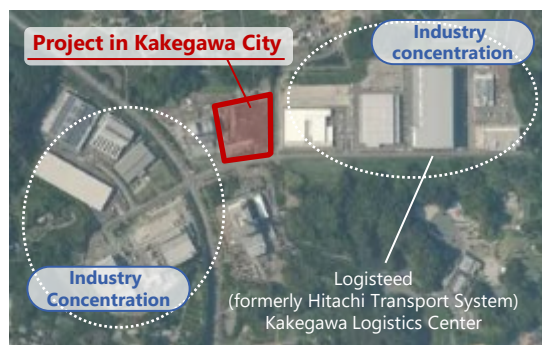 Project in Kakegawa City
Industry
concentration
Industry
Concentration
Logisteed
(formerly Hitachi Transport System)
Kakegawa Logistics Center